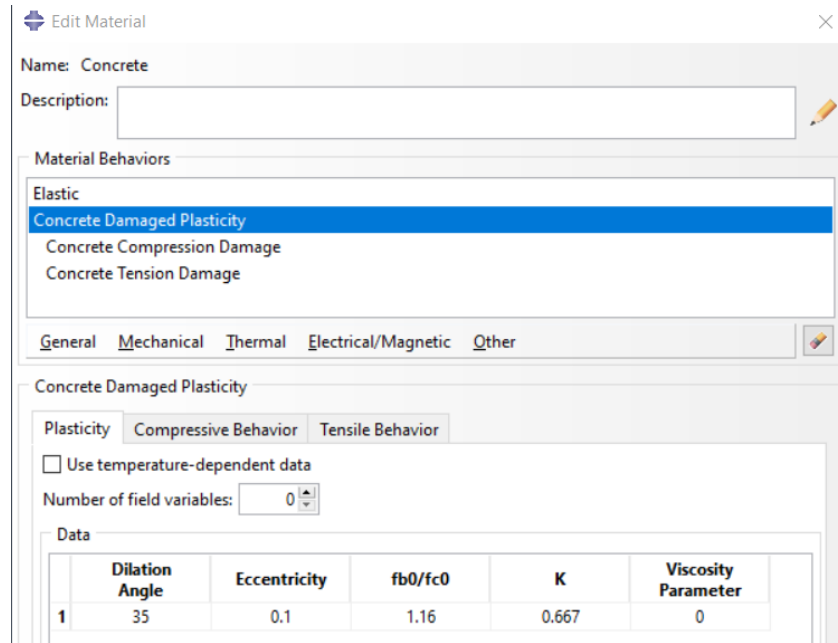 Edit Material
Name: Concrete
Description:
Material Behaviors
Elastic
Concrete Damaged Plasticity
Concrete Compression Damage
Concrete Tension Damage
General Mechanical Thermal Electrical/Magnetic Other
Concrete Damaged Plasticity
Plasticity Compressive Behavior Tensile Behavior
Use temperature-dependent data
Number of field variables: 0
Data
Dilation Angle Eccentricity fb0/fc0 K Viscosity Parameter
1 35 0.1 1.16 0.667 0